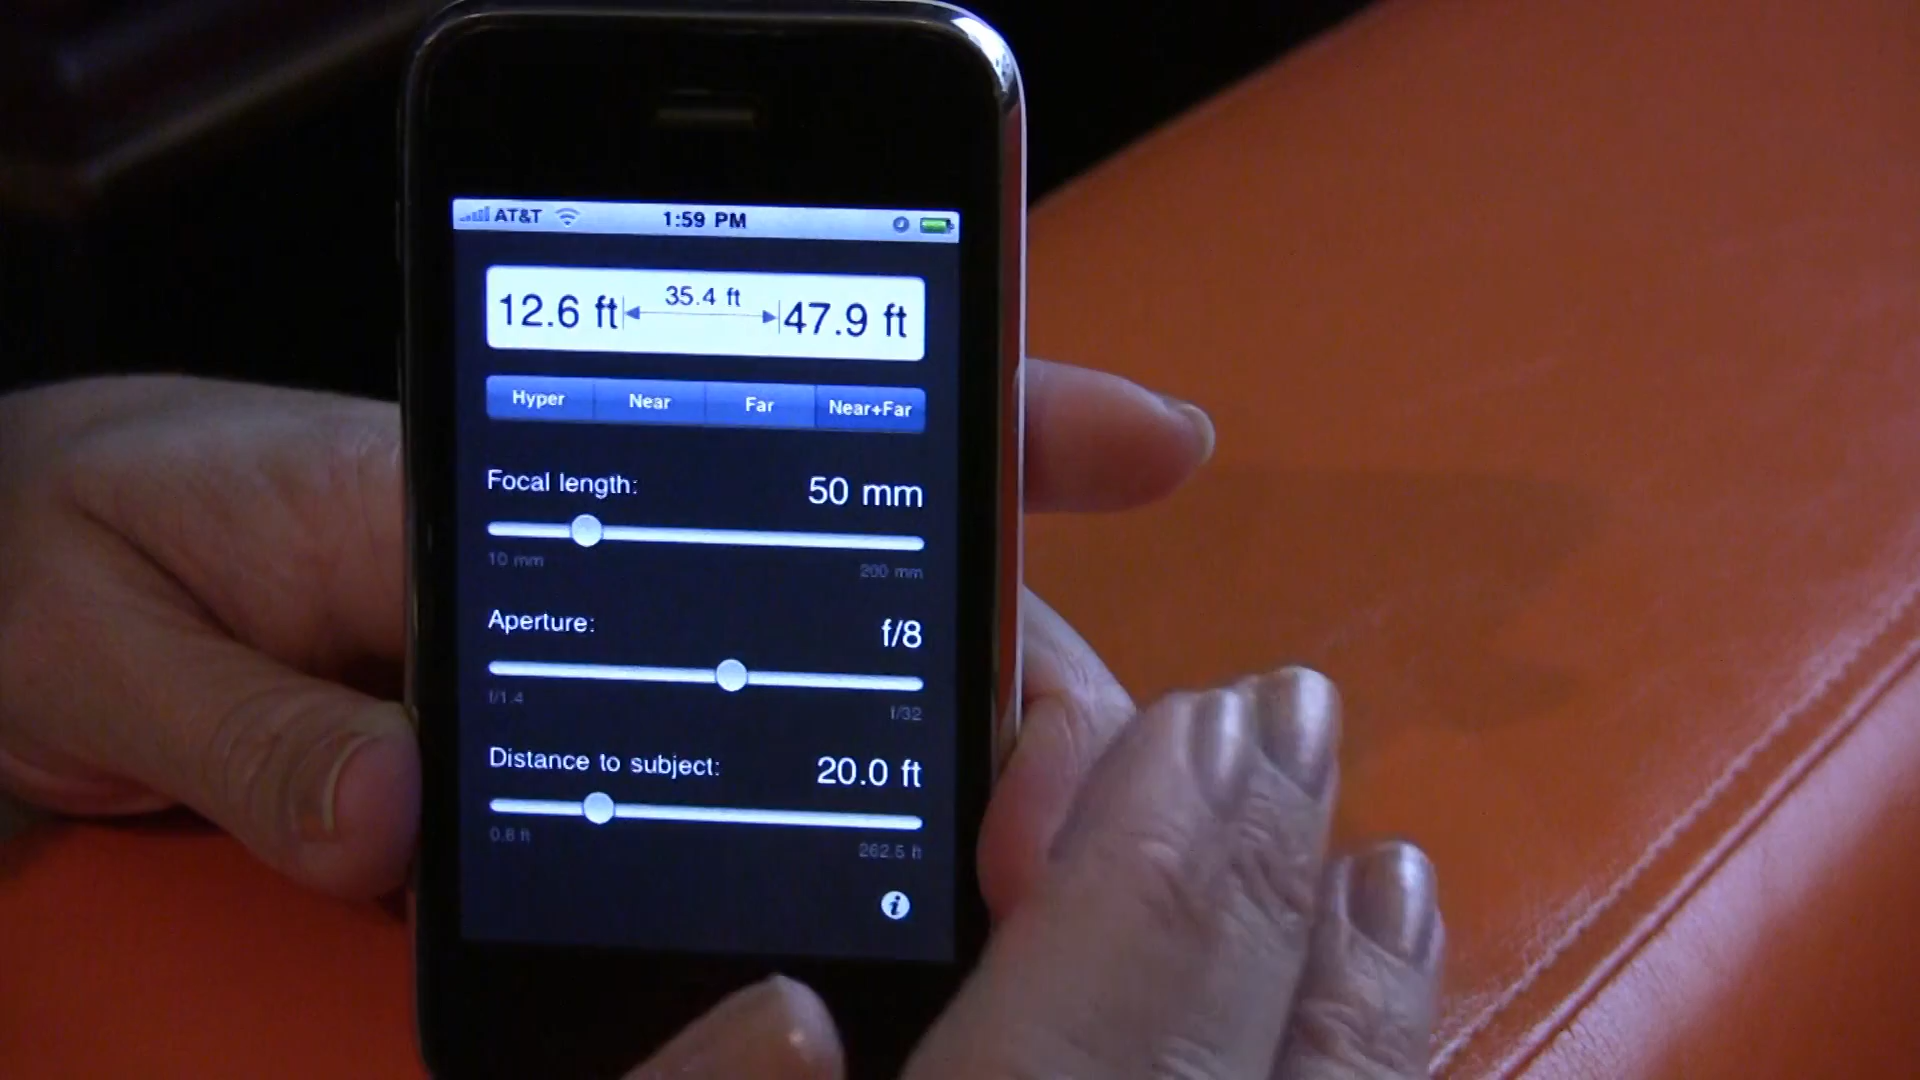 AT&T 1:59 PM
12.6 ft 35.4 ft 47.9 ft
Hyper Near Far Near+Far
Focal length: 50 mm
10 mm 200 mm
Aperture: f/8
f/1.4 f/32
Distance to subject: 20.0 ft
0.8 ft 262.5 ft
i